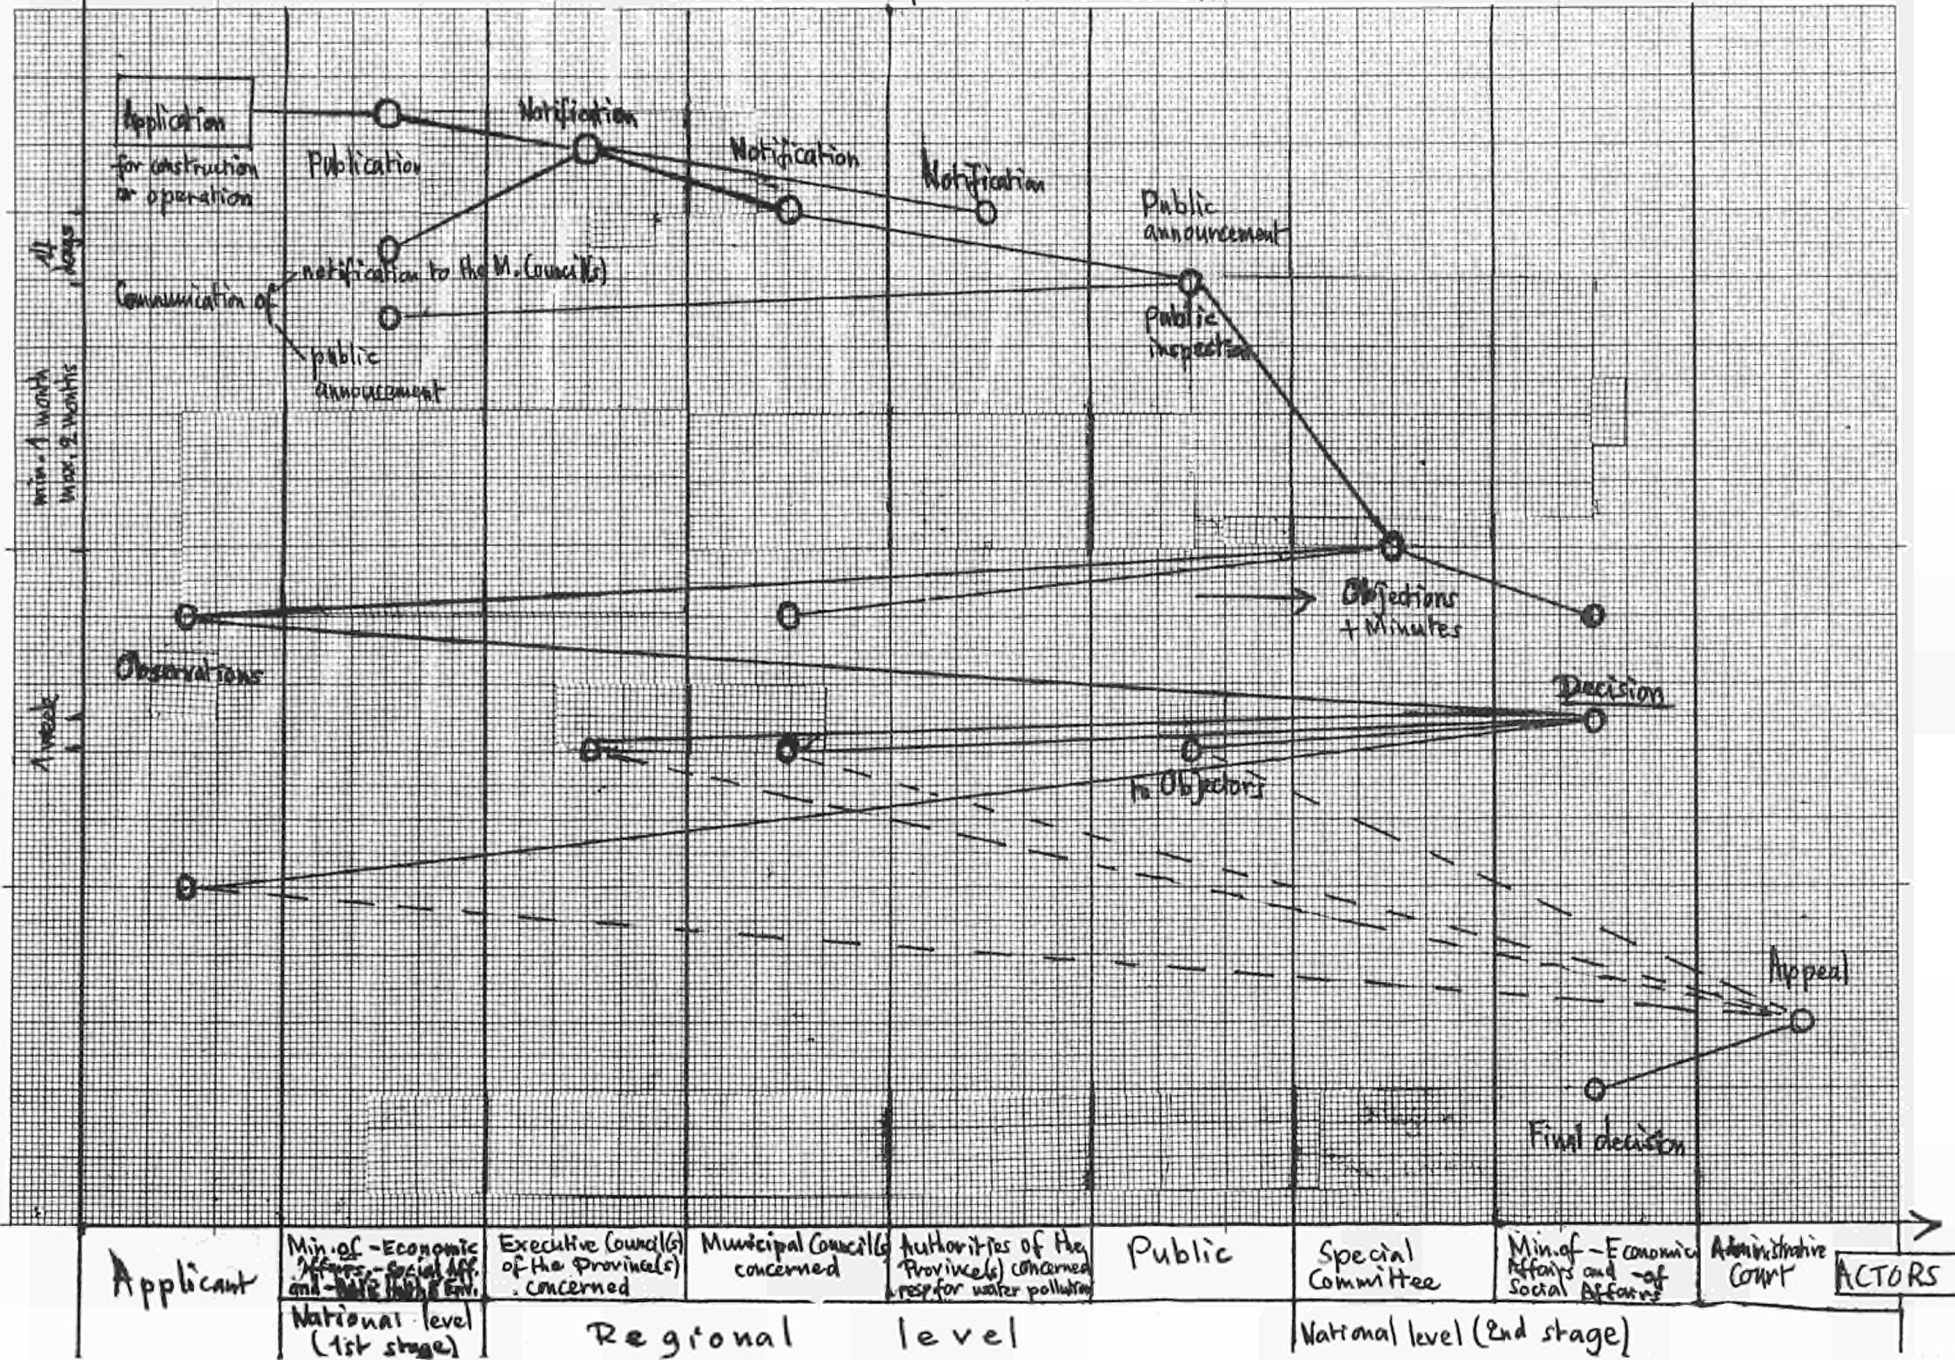 Application
for construction
or operation
Publication
Notification
Notification
Notification
Public
announcement
14
days
Communication of
notification to the M. Council(s)
public
annoucement
Public
inspection
min. 1 month
max. 2 months
Objections
+ Minutes
Observations
Decision
1 week
to Objectors
Appeal
Final decision
Applicant
Min. of - Economic
Affairs, - Social Aff.
and
National level
(1st stage)
Executive Council(s)
of the Province(s)
concerned
Municipal Council(s)
concerned
Authorities of the
Province(s) concerned
resp. for water pollution
Public
Regional level
Special
Committee
Min. of - Economic
Affairs and - of
Social Affairs
Administrative
Court
ACTORS
National level (2nd stage)